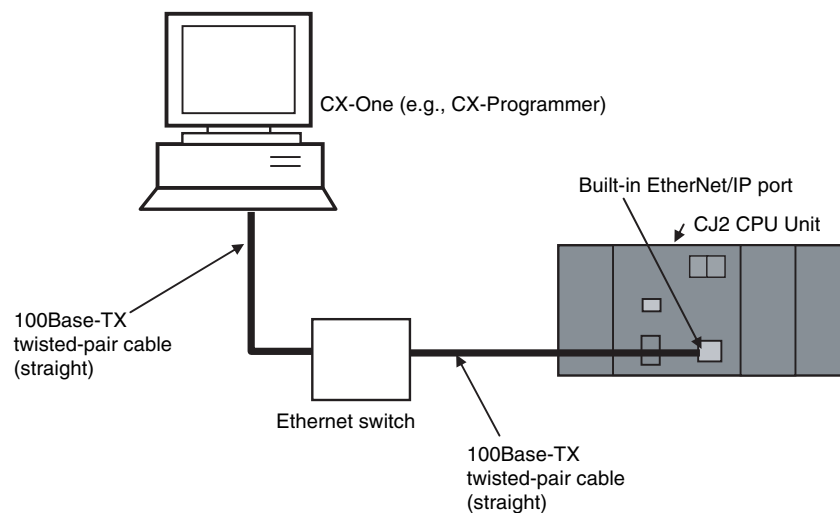 CX-One (e.g., CX-Programmer)
Built-in EtherNet/IP port
CJ2 CPU Unit
100Base-TX
twisted-pair cable
(straight)
Ethernet switch
100Base-TX
twisted-pair cable
(straight)